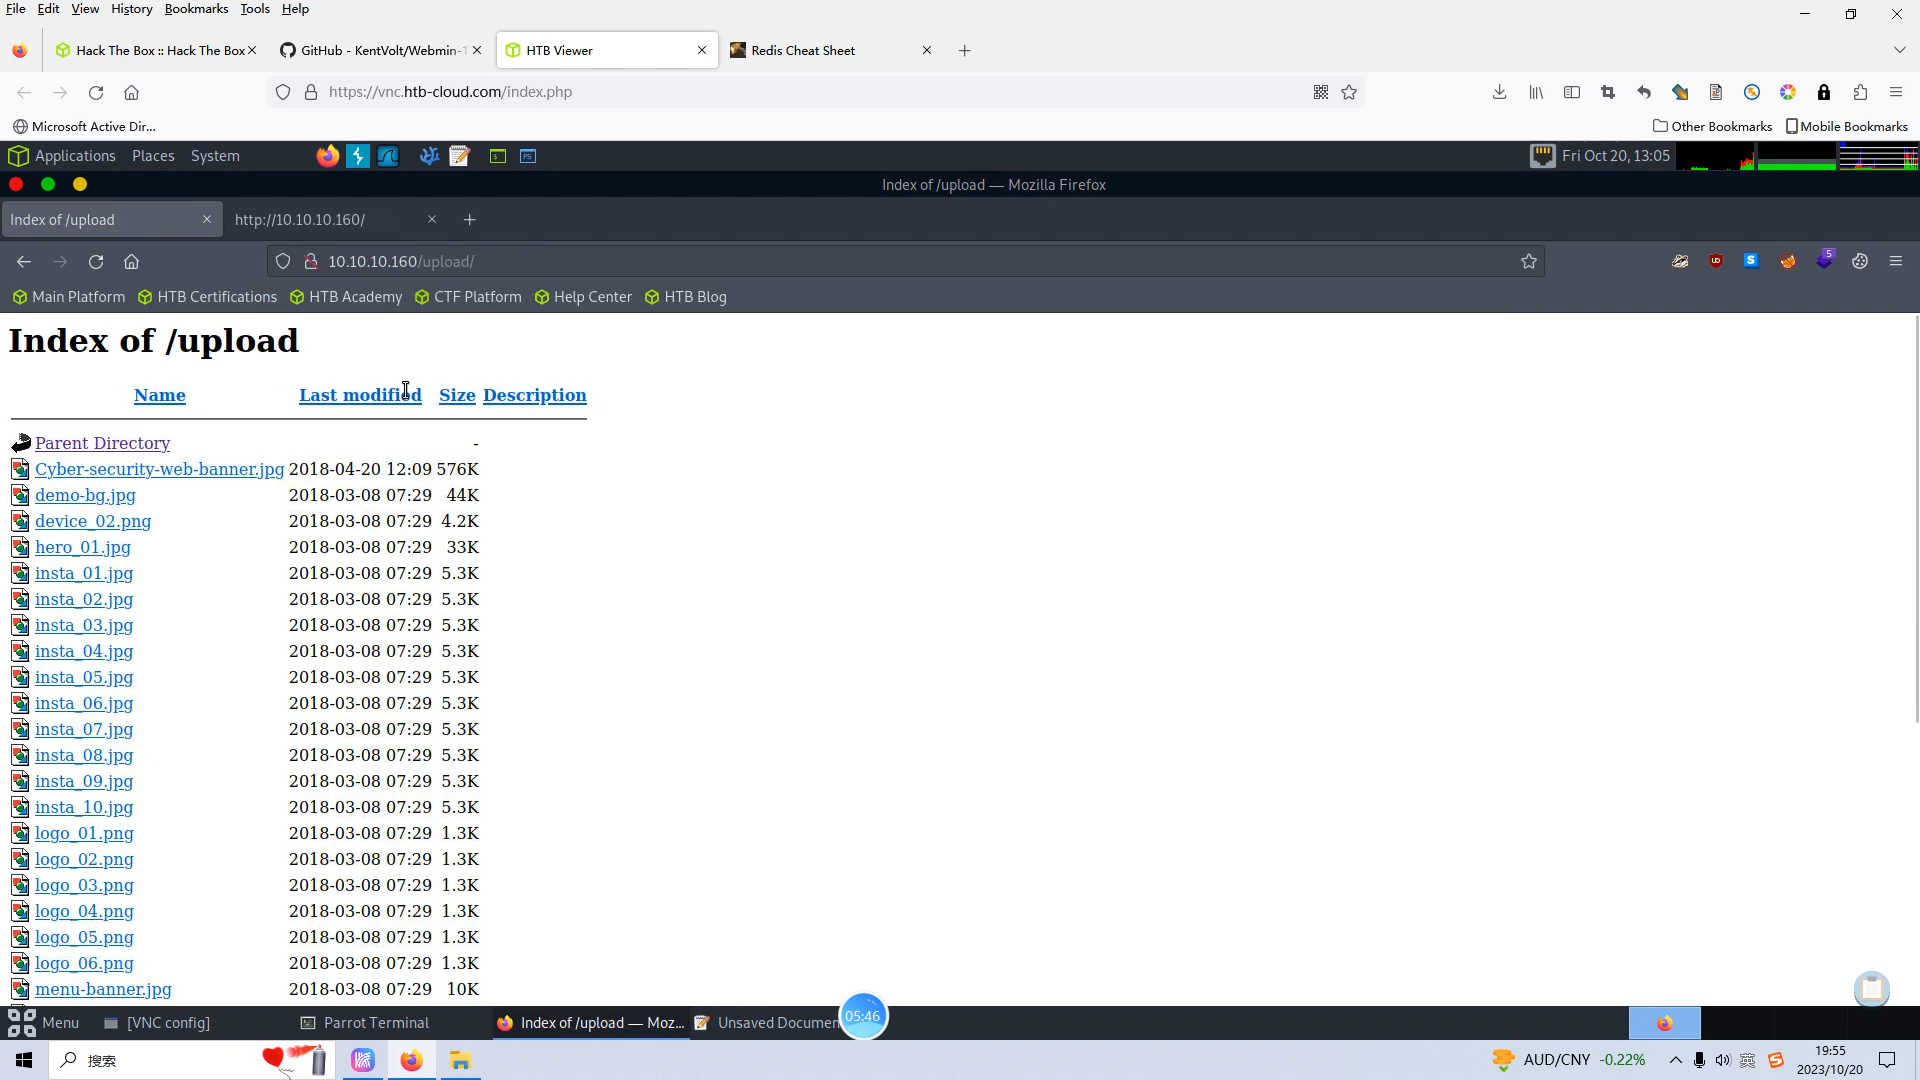 File Edit View History Bookmarks Tools Help
Hack The Box :: Hack The Box
GitHub - KentVolt/Webmin-
HTB Viewer
Redis Cheat Sheet
https://vnc.htb-cloud.com/index.php
Microsoft Active Dir...
Other Bookmarks
Mobile Bookmarks
Applications Places System
Fri Oct 20, 13:05
Index of /upload — Mozilla Firefox
Index of /upload
http://10.10.10.160/
10.10.10.160/upload/
5
Main Platform HTB Certifications HTB Academy CTF Platform Help Center HTB Blog
Index of /upload
Name Last modified Size Description
Parent Directory -
Cyber-security-web-banner.jpg 2018-04-20 12:09 576K
demo-bg.jpg 2018-03-08 07:29 44K
device_02.png 2018-03-08 07:29 4.2K
hero_01.jpg 2018-03-08 07:29 33K
insta_01.jpg 2018-03-08 07:29 5.3K
insta_02.jpg 2018-03-08 07:29 5.3K
insta_03.jpg 2018-03-08 07:29 5.3K
insta_04.jpg 2018-03-08 07:29 5.3K
insta_05.jpg 2018-03-08 07:29 5.3K
insta_06.jpg 2018-03-08 07:29 5.3K
insta_07.jpg 2018-03-08 07:29 5.3K
insta_08.jpg 2018-03-08 07:29 5.3K
insta_09.jpg 2018-03-08 07:29 5.3K
insta_10.jpg 2018-03-08 07:29 5.3K
logo_01.png 2018-03-08 07:29 1.3K
logo_02.png 2018-03-08 07:29 1.3K
logo_03.png 2018-03-08 07:29 1.3K
logo_04.png 2018-03-08 07:29 1.3K
logo_05.png 2018-03-08 07:29 1.3K
logo_06.png 2018-03-08 07:29 1.3K
menu-banner.jpg 2018-03-08 07:29 10K
Menu
[VNC config]
Parrot Terminal
Index of /upload — Moz...
Unsaved Documen
05:46
搜索
AUD/CNY -0.22%
英
19:55
2023/10/20